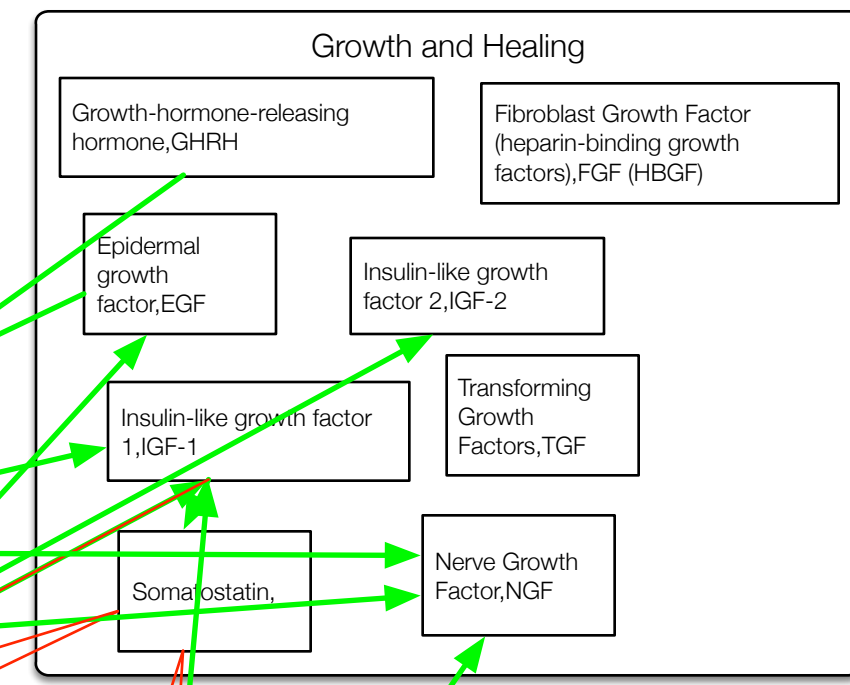 Growth and Healing
Growth-hormone-releasing
hormone,GHRH
Fibroblast Growth Factor
(heparin-binding growth
factors),FGF (HBGF)
Epidermal
growth
factor,EGF
Insulin-like growth
factor 2,IGF-2
Transforming
Growth
Factors,TGF
Insulin-like growth factor
1,IGF-1
Nerve Growth
Factor,NGF
Somatostatin,